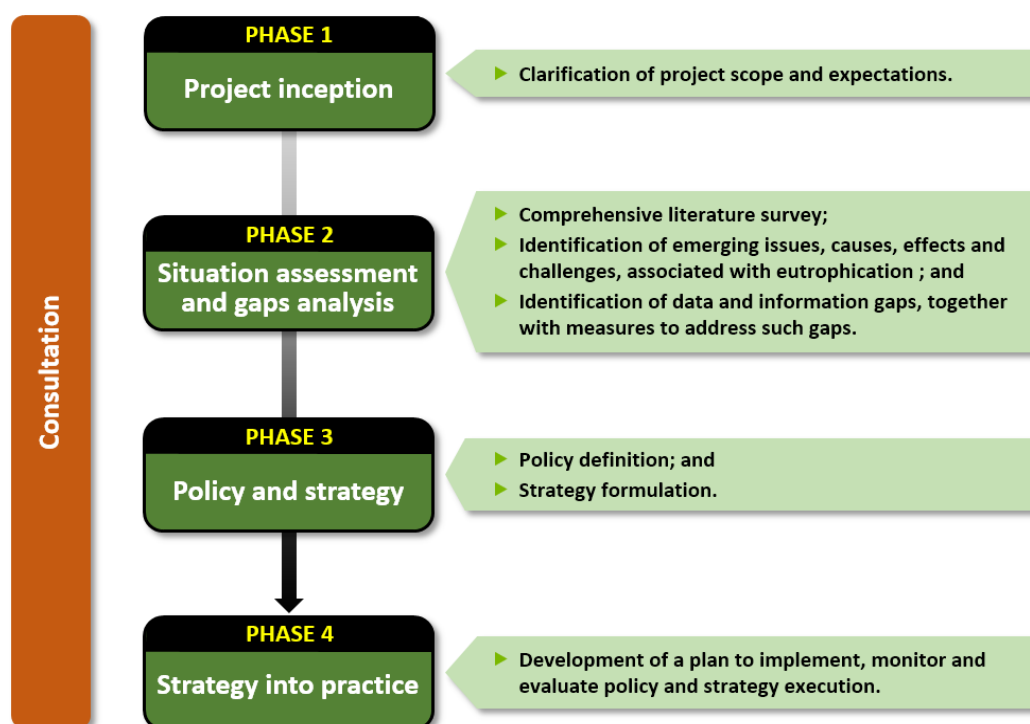 Consultation
PHASE 1
Project inception
Clarification of project scope and expectations.
PHASE 2
Situation assessment
and gaps analysis
Comprehensive literature survey;
Identification of emerging issues, causes, effects and
challenges, associated with eutrophication ; and
Identification of data and information gaps, together
with measures to address such gaps.
PHASE 3
Policy and strategy
Policy definition; and
Strategy formulation.
PHASE 4
Strategy into practice
Development of a plan to implement, monitor and
evaluate policy and strategy execution.